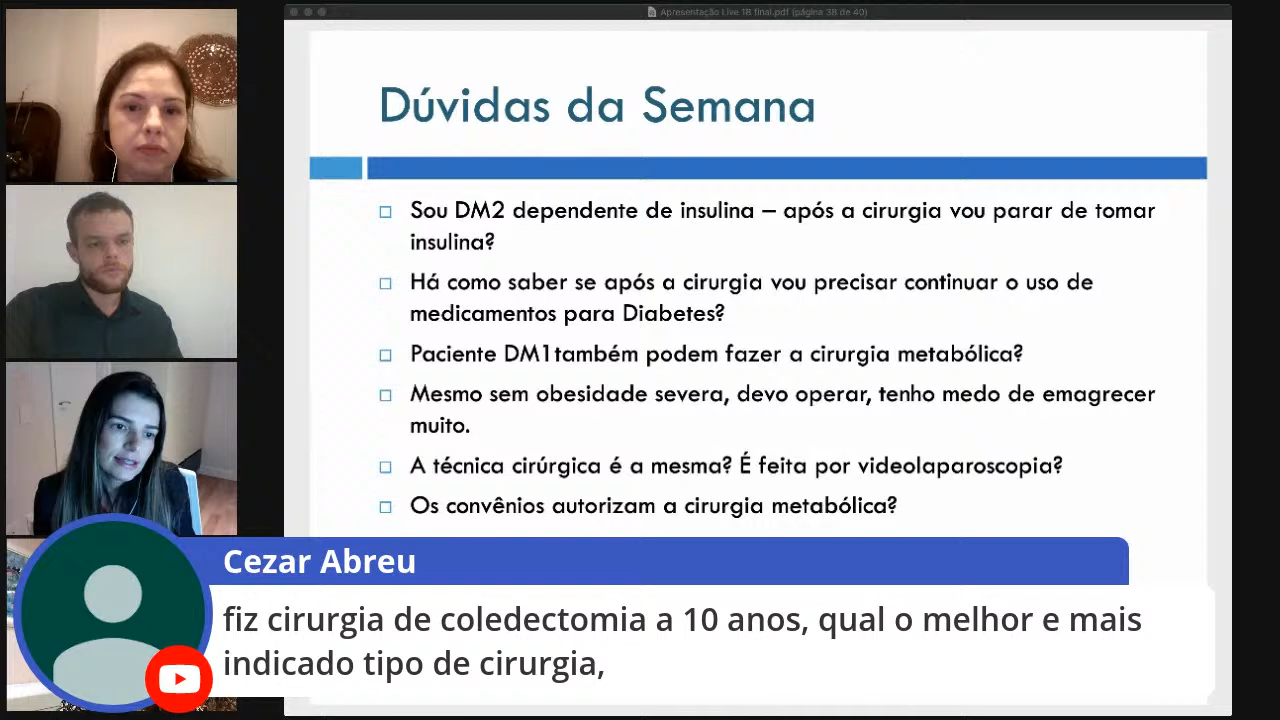 Apresentação Live 18 final.pdf (página 38 de 40)
Dúvidas da Semana
Sou DM2 dependente de insulina – após a cirurgia vou parar de tomar
insulina?
Há como saber se após a cirurgia vou precisar continuar o uso de
medicamentos para Diabetes?
Paciente DM1também podem fazer a cirurgia metabólica?
Mesmo sem obesidade severa, devo operar, tenho medo de emagrecer
muito.
A técnica cirúrgica é a mesma? É feita por videolaparoscopia?
Os convênios autorizam a cirurgia metabólica?
Cezar Abreu
fiz cirurgia de coledectomia a 10 anos, qual o melhor e mais
indicado tipo de cirurgia,